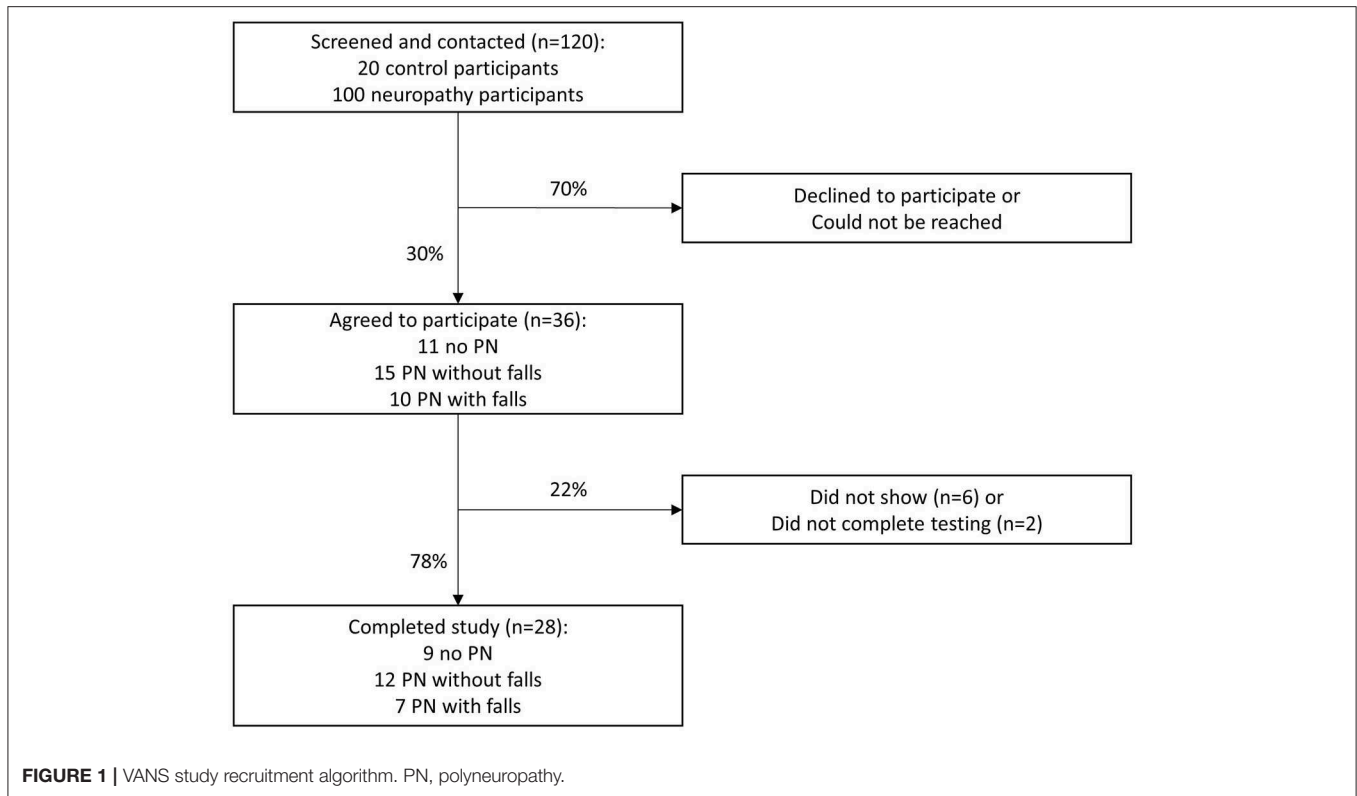 Screened and contacted (n=120):
20 control participants
100 neuropathy participants
70%
Declined to participate or
Could not be reached
30%
Agreed to participate (n=36):
11 no PN
15 PN without falls
10 PN with falls
22%
Did not show (n=6) or
Did not complete testing (n=2)
78%
Completed study (n=28):
9 no PN
12 PN without falls
7 PN with falls
FIGURE 1 | VANS study recruitment algorithm. PN, polyneuropathy.